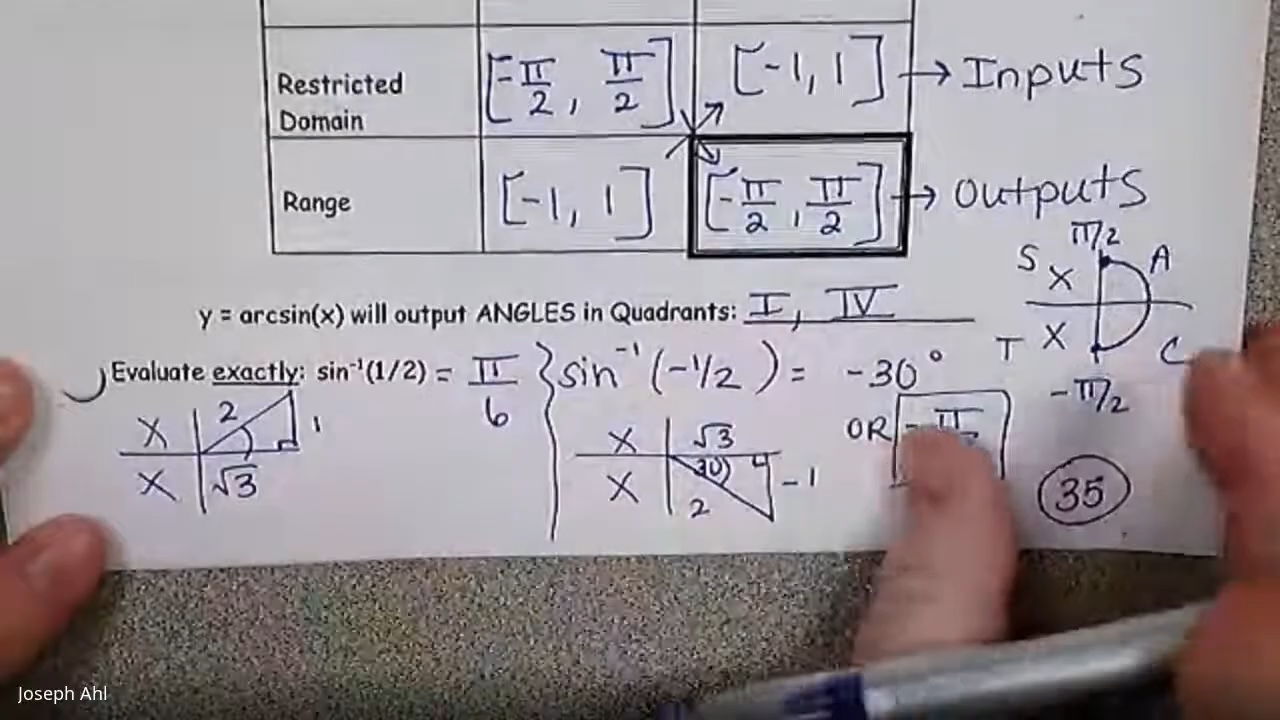 Restricted Domain [-π/2, π/2] [-1, 1] → Inputs
Range [-1, 1] [-π/2, π/2] → Outputs
π/2
S X A
T X C
-π/2
y = arcsin(x) will output ANGLES in Quadrants: I, IV
Evaluate exactly: sin⁻¹(1/2) = π/6 sin⁻¹(-1/2) = -30°
OR -π
X 2 1
X √3
X √3
X 30 -1
2
35
Joseph Ahl